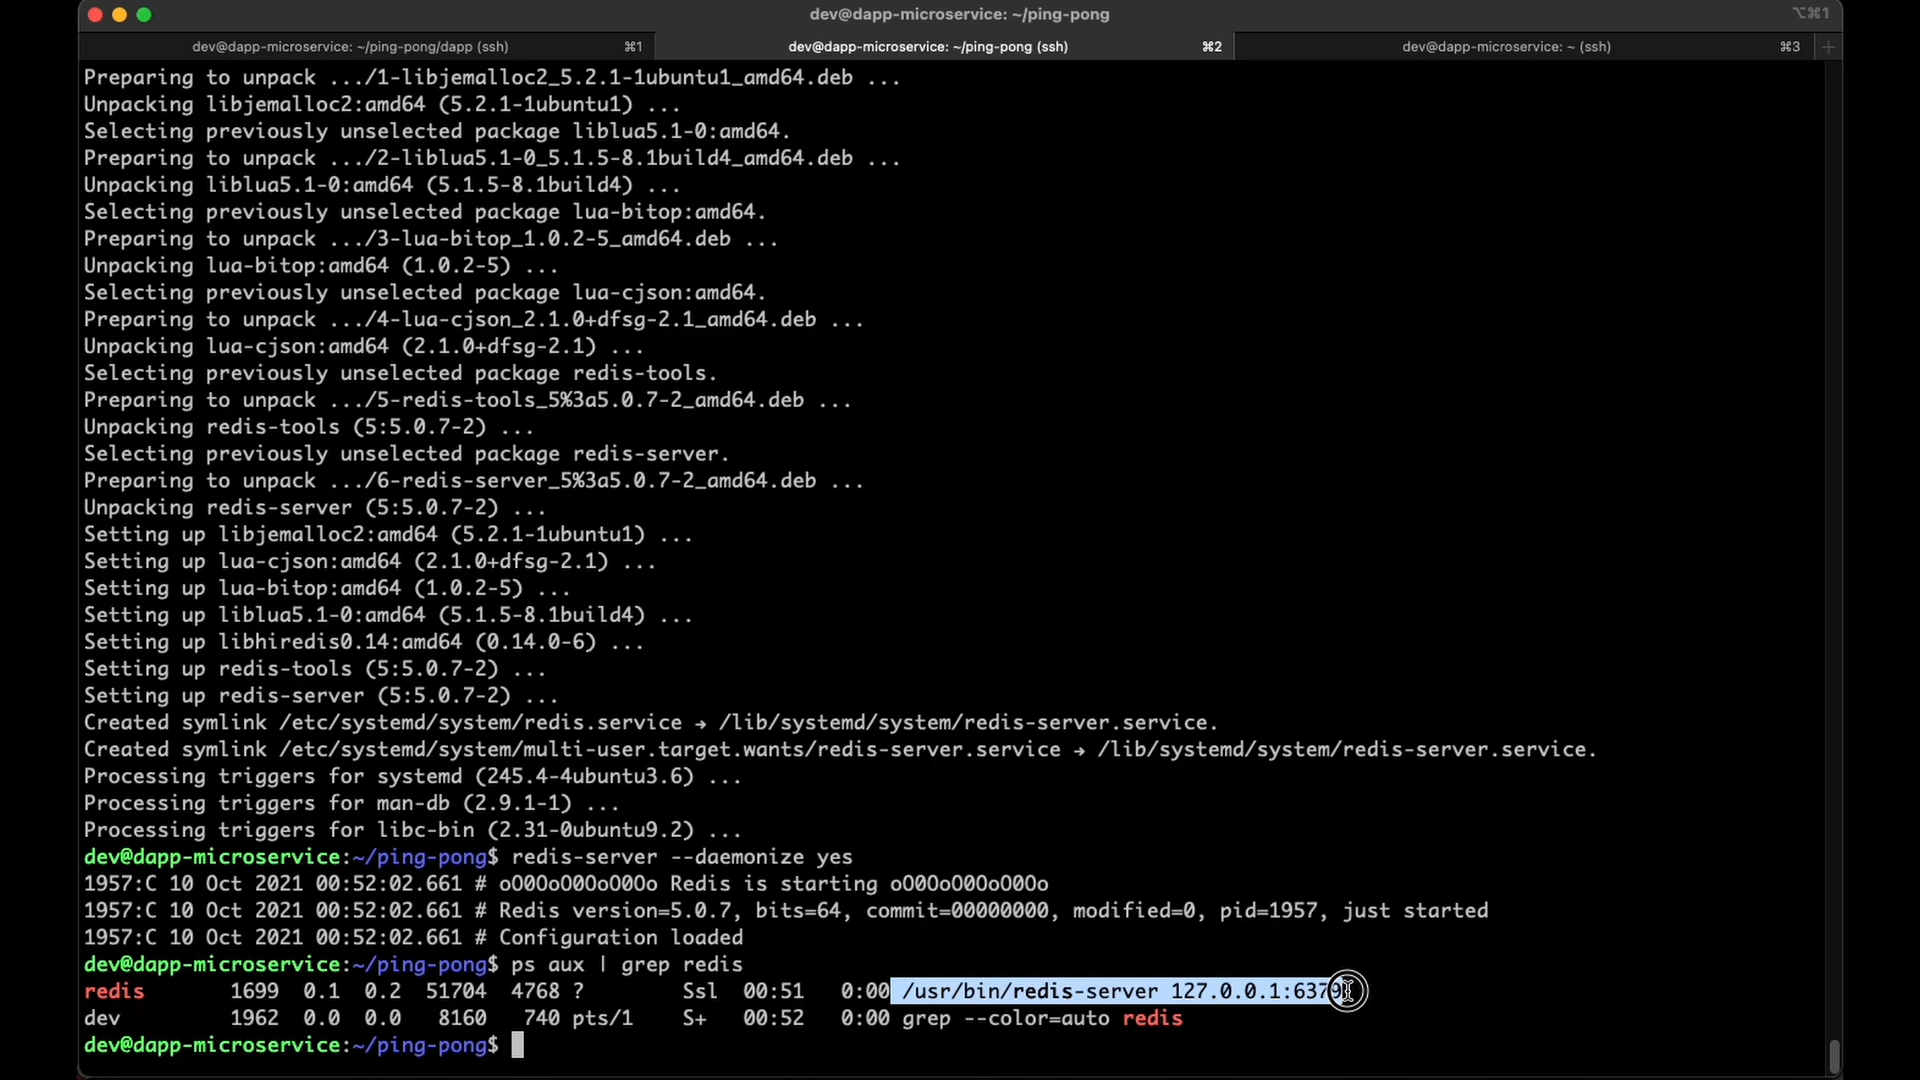 dev@dapp-microservice: ~/ping-pong
⌥⌘1
dev@dapp-microservice: ~/ping-pong/dapp (ssh) ⌘1 dev@dapp-microservice: ~/ping-pong (ssh) ⌘2 dev@dapp-microservice: ~ (ssh) ⌘3 +
Preparing to unpack .../1-libjemalloc2_5.2.1-1ubuntu1_amd64.deb ...
Unpacking libjemalloc2:amd64 (5.2.1-1ubuntu1) ...
Selecting previously unselected package liblua5.1-0:amd64.
Preparing to unpack .../2-liblua5.1-0_5.1.5-8.1build4_amd64.deb ...
Unpacking liblua5.1-0:amd64 (5.1.5-8.1build4) ...
Selecting previously unselected package lua-bitop:amd64.
Preparing to unpack .../3-lua-bitop_1.0.2-5_amd64.deb ...
Unpacking lua-bitop:amd64 (1.0.2-5) ...
Selecting previously unselected package lua-cjson:amd64.
Preparing to unpack .../4-lua-cjson_2.1.0+dfsg-2.1_amd64.deb ...
Unpacking lua-cjson:amd64 (2.1.0+dfsg-2.1) ...
Selecting previously unselected package redis-tools.
Preparing to unpack .../5-redis-tools_5%3a5.0.7-2_amd64.deb ...
Unpacking redis-tools (5:5.0.7-2) ...
Selecting previously unselected package redis-server.
Preparing to unpack .../6-redis-server_5%3a5.0.7-2_amd64.deb ...
Unpacking redis-server (5:5.0.7-2) ...
Setting up libjemalloc2:amd64 (5.2.1-1ubuntu1) ...
Setting up lua-cjson:amd64 (2.1.0+dfsg-2.1) ...
Setting up lua-bitop:amd64 (1.0.2-5) ...
Setting up liblua5.1-0:amd64 (5.1.5-8.1build4) ...
Setting up libhiredis0.14:amd64 (0.14.0-6) ...
Setting up redis-tools (5:5.0.7-2) ...
Setting up redis-server (5:5.0.7-2) ...
Created symlink /etc/systemd/system/redis.service → /lib/systemd/system/redis-server.service.
Created symlink /etc/systemd/system/multi-user.target.wants/redis-server.service → /lib/systemd/system/redis-server.service.
Processing triggers for systemd (245.4-4ubuntu3.6) ...
Processing triggers for man-db (2.9.1-1) ...
Processing triggers for libc-bin (2.31-0ubuntu9.2) ...
dev@dapp-microservice:~/ping-pong$ redis-server --daemonize yes
1957:C 10 Oct 2021 00:52:02.661 # oO0OoO0OoO0Oo Redis is starting oO0OoO0OoO0Oo
1957:C 10 Oct 2021 00:52:02.661 # Redis version=5.0.7, bits=64, commit=00000000, modified=0, pid=1957, just started
1957:C 10 Oct 2021 00:52:02.661 # Configuration loaded
dev@dapp-microservice:~/ping-pong$ ps aux | grep redis
redis 1699 0.1 0.2 51704 4768 ? Ssl 00:51 0:00 /usr/bin/redis-server 127.0.0.1:6379
dev 1962 0.0 0.0 8160 740 pts/1 S+ 00:52 0:00 grep --color=auto redis
dev@dapp-microservice:~/ping-pong$